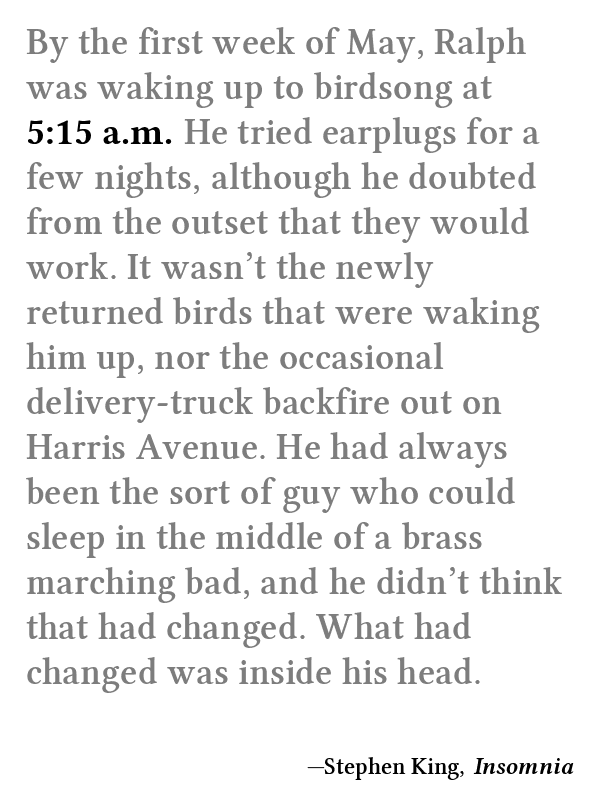 By the first week of May, Ralph
was waking up to birdsong at
5:15 a.m. He tried earplugs for a
few nights, although he doubted
from the outset that they would
work. It wasn’t the newly
returned birds that were waking
him up, nor the occasional
delivery-truck backfire out on
Harris Avenue. He had always
been the sort of guy who could
sleep in the middle of a brass
marching bad, and he didn’t think
that had changed. What had
changed was inside his head.
—Stephen King, Insomnia